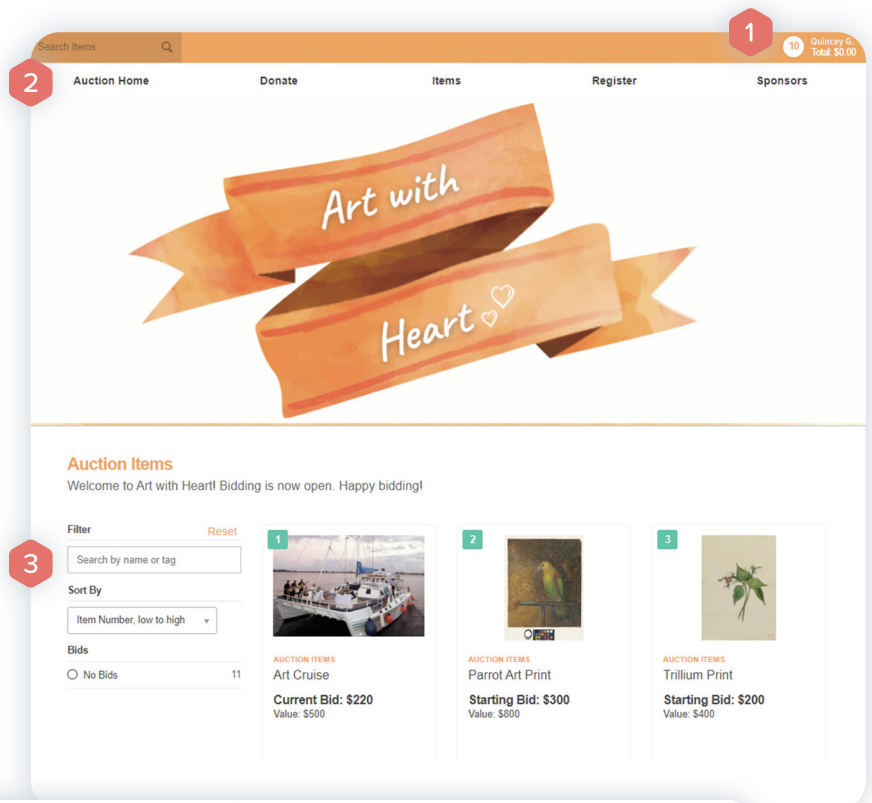 1
Search Items
10
Quincey G.
Total: $0.00
2
Auction Home
Donate
Items
Register
Sponsors
Art with
Heart
Auction Items
Welcome to Art with Heart! Bidding is now open. Happy bidding!
3
Filter
Reset
Search by name or tag
Sort By
Item Number, low to high
Bids
No Bids
11
1
AUCTION ITEMS
Art Cruise
Current Bid: $220
Value: $500
2
AUCTION ITEMS
Parrot Art Print
Starting Bid: $300
Value: $800
3
AUCTION ITEMS
Trillium Print
Starting Bid: $200
Value: $400